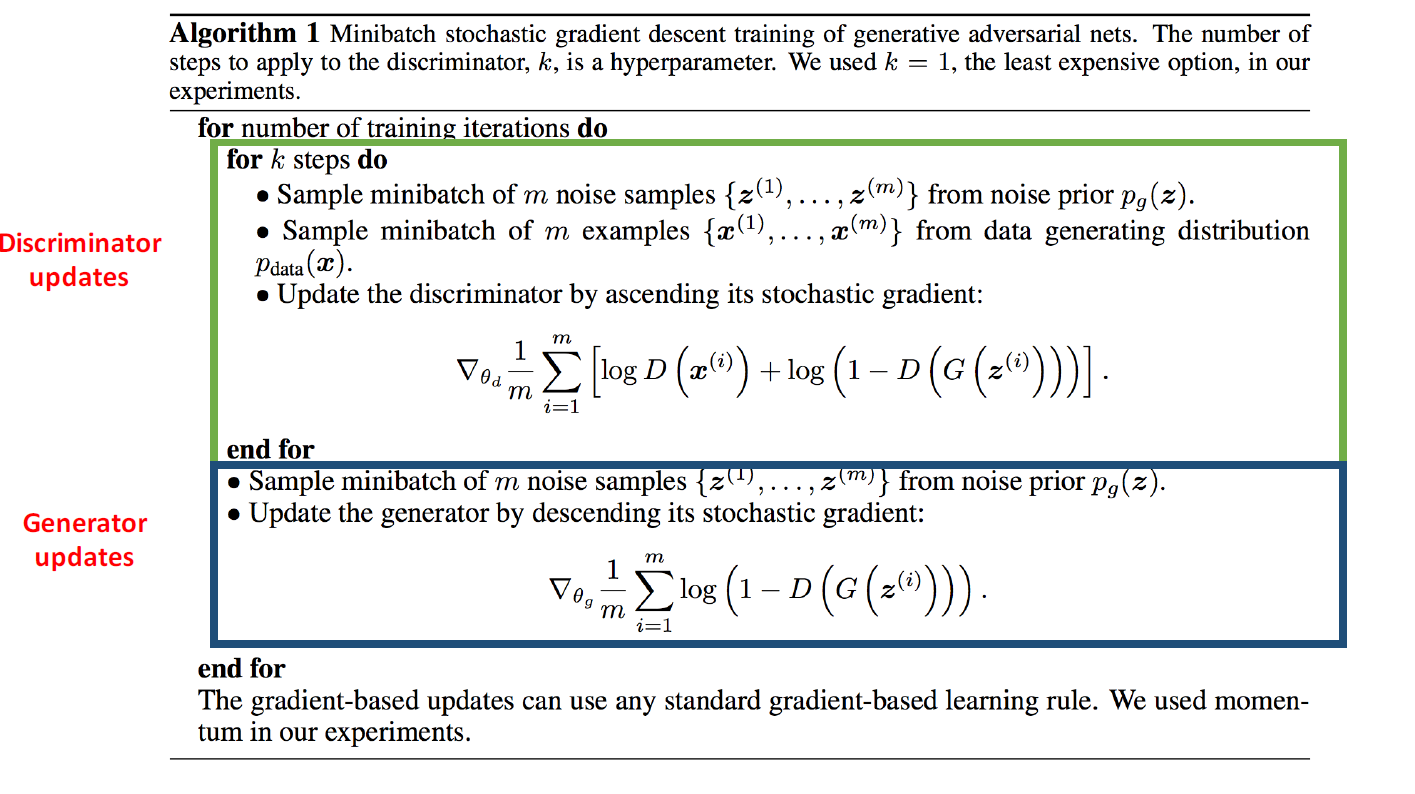 Algorithm 1 Minibatch stochastic gradient descent training of generative adversarial nets. The number of
steps to apply to the discriminator, k, is a hyperparameter. We used k = 1, the least expensive option, in our
experiments.
for number of training iterations do
for k steps do
• Sample minibatch of m noise samples {z^(1), . . . , z^(m)} from noise prior p_g(z).
• Sample minibatch of m examples {x^(1), . . . , x^(m)} from data generating distribution
p_data(x).
• Update the discriminator by ascending its stochastic gradient:
∇_θ_d 1/m ∑_{i=1}^{m} [log D (x^(i)) + log (1 − D (G (z^(i))))] .
end for
Discriminator
updates
• Sample minibatch of m noise samples {z^(1), . . . , z^(m)} from noise prior p_g(z).
• Update the generator by descending its stochastic gradient:
∇_θ_g 1/m ∑_{i=1}^{m} log (1 − D (G (z^(i)))) .
Generator
updates
end for
The gradient-based updates can use any standard gradient-based learning rule. We used momen-
tum in our experiments.